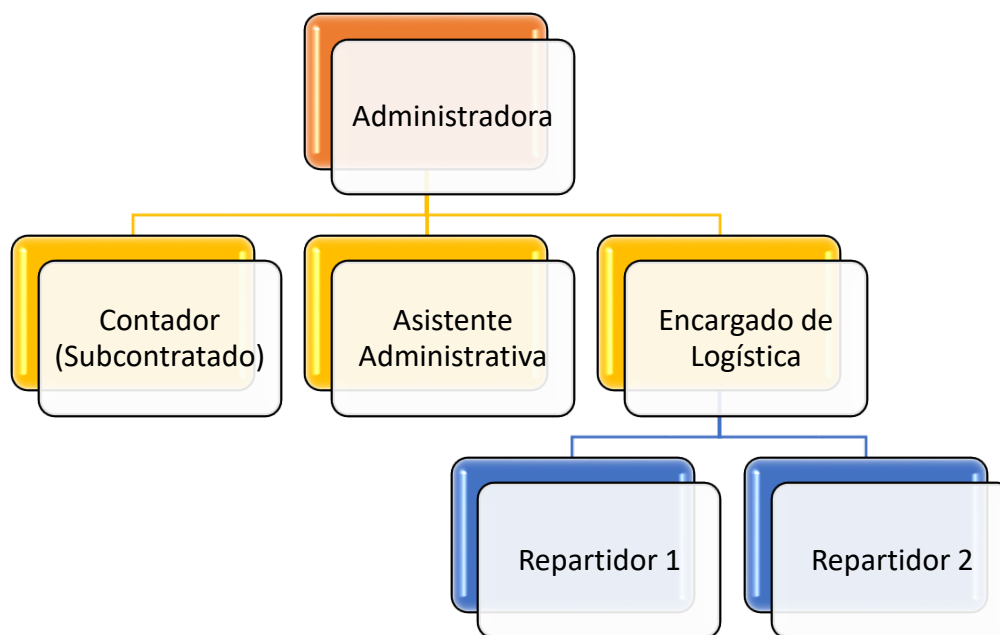 Administradora
Contador
(Subcontratado)
Asistente
Administrativa
Encargado de
Logística
Repartidor 1
Repartidor 2